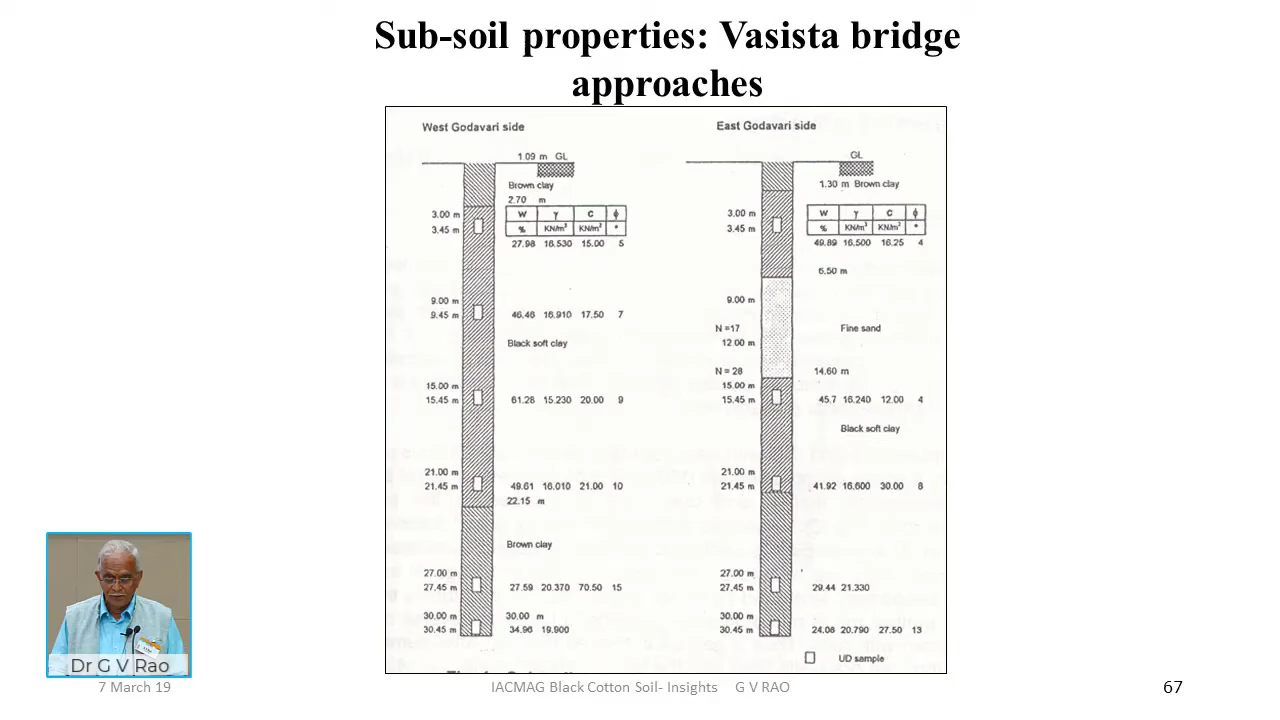 Sub-soil properties: Vasista bridge
approaches
West Godavari side
1.09 m GL
Brown clay
2.70 m
W γ C ϕ
% KN/m³ KN/m² °
3.00 m
3.45 m
27.98 16.530 15.00 5
9.00 m
9.45 m
46.46 16.910 17.50 7
Black soft clay
15.00 m
15.45 m
61.28 15.230 20.00 9
21.00 m
21.45 m
49.61 16.010 21.00 10
22.15 m
Brown clay
27.00 m
27.45 m
27.59 20.370 70.50 15
30.00 m 30.00 m
30.45 m
34.96 19.900
East Godavari side
GL
1.30 m Brown clay
W γ C ϕ
% KN/m³ KN/m² °
3.00 m
3.45 m
49.89 16.500 16.25 4
6.50 m
9.00 m
N =17
Fine sand
12.00 m
N = 28
14.60 m
15.00 m
15.45 m
45.7 16.240 12.00 4
Black soft clay
21.00 m
21.45 m
41.92 16.600 30.00 8
27.00 m
27.45 m
29.44 21.330
30.00 m
30.45 m
24.08 20.790 27.50 13
UD sample
Dr G V Rao
7 March 19
IACMAG Black Cotton Soil- Insights G V RAO
67